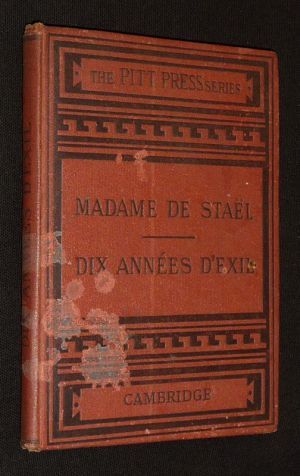 THE PITT PRESS SERIES
MADAME DE STAËL
DIX ANNÉES D'EXIL
CAMBRIDGE